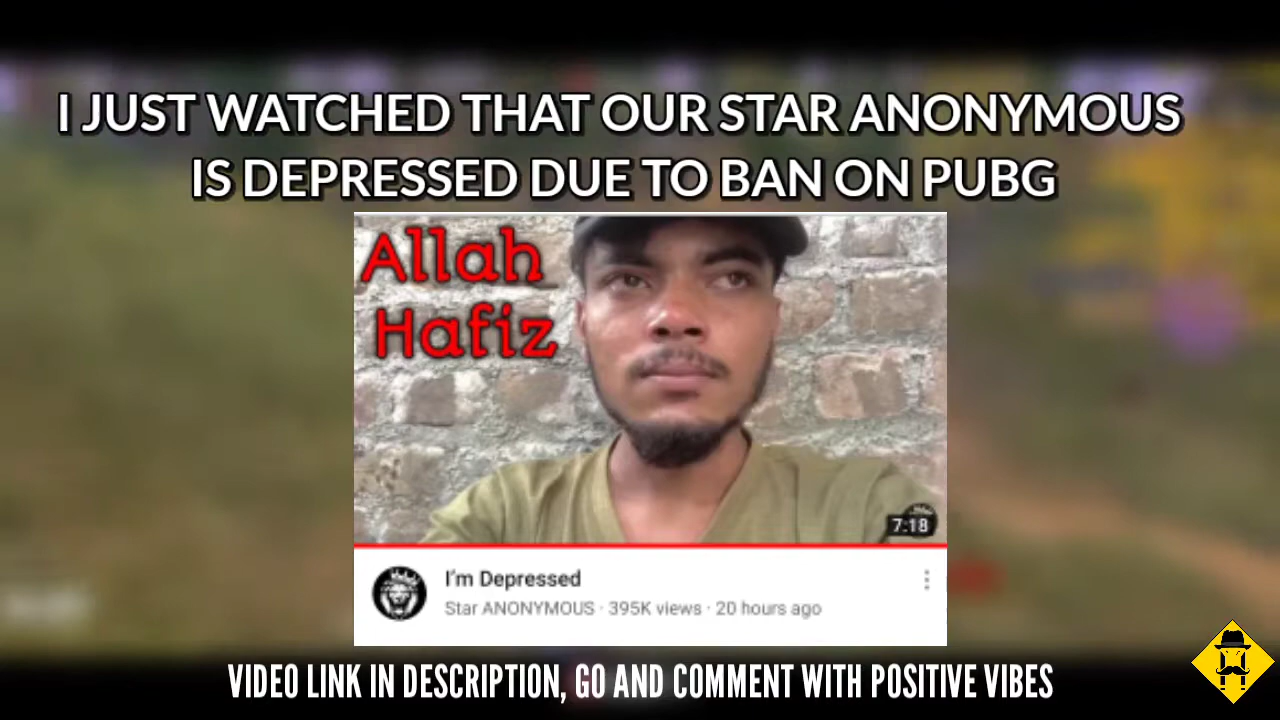 I JUST WATCHED THAT OUR STAR ANONYMOUS
IS DEPRESSED DUE TO BAN ON PUBG
Allah
Hafiz
7:18
I'm Depressed
Star ANONYMOUS · 395K views · 20 hours ago
VIDEO LINK IN DESCRIPTION, GO AND COMMENT WITH POSITIVE VIBES